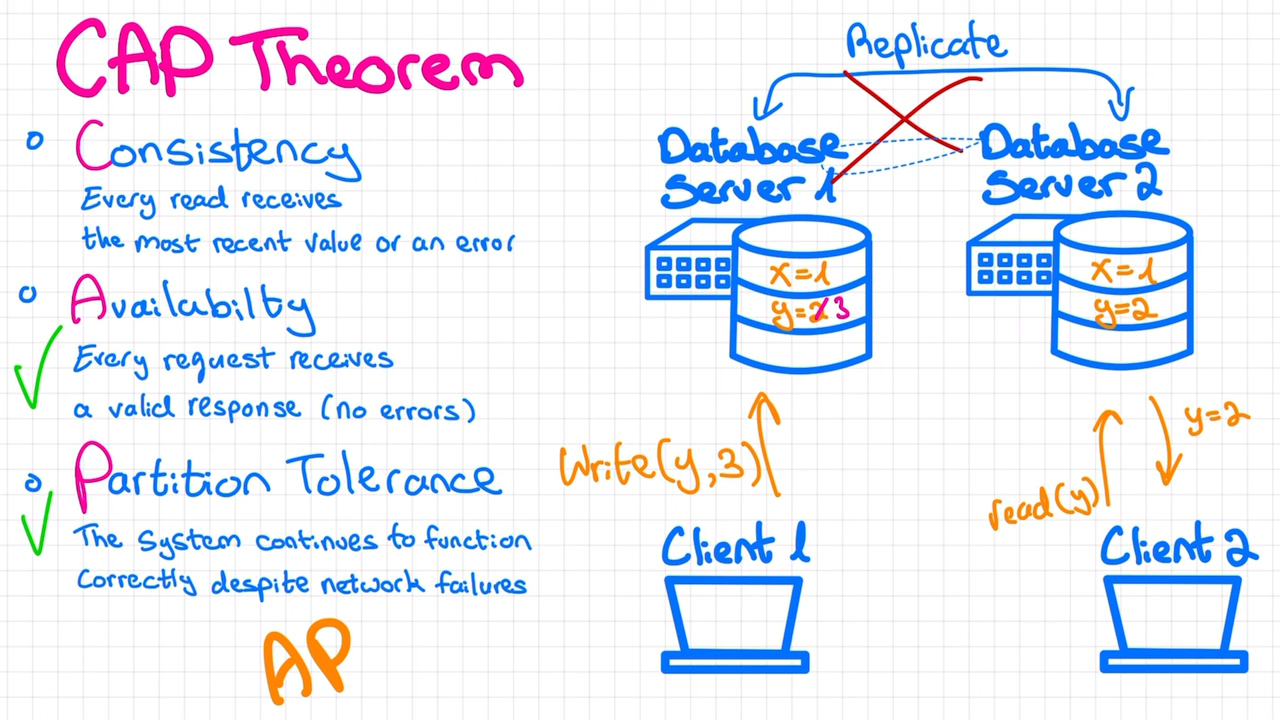 CAP Theorem
Consistency
Every read receives
the most recent value or an error
Availabilty
Every request receives
a valid response (no errors)
Partition Tolerance
The System continues to function
Correctly despite network failures
AP
Replicate
Database
Server 1
Database
Server 2
x=1
y=2 3
x=1
y=2
Write(y,3)
read(y)
y=2
Client 1
Client 2